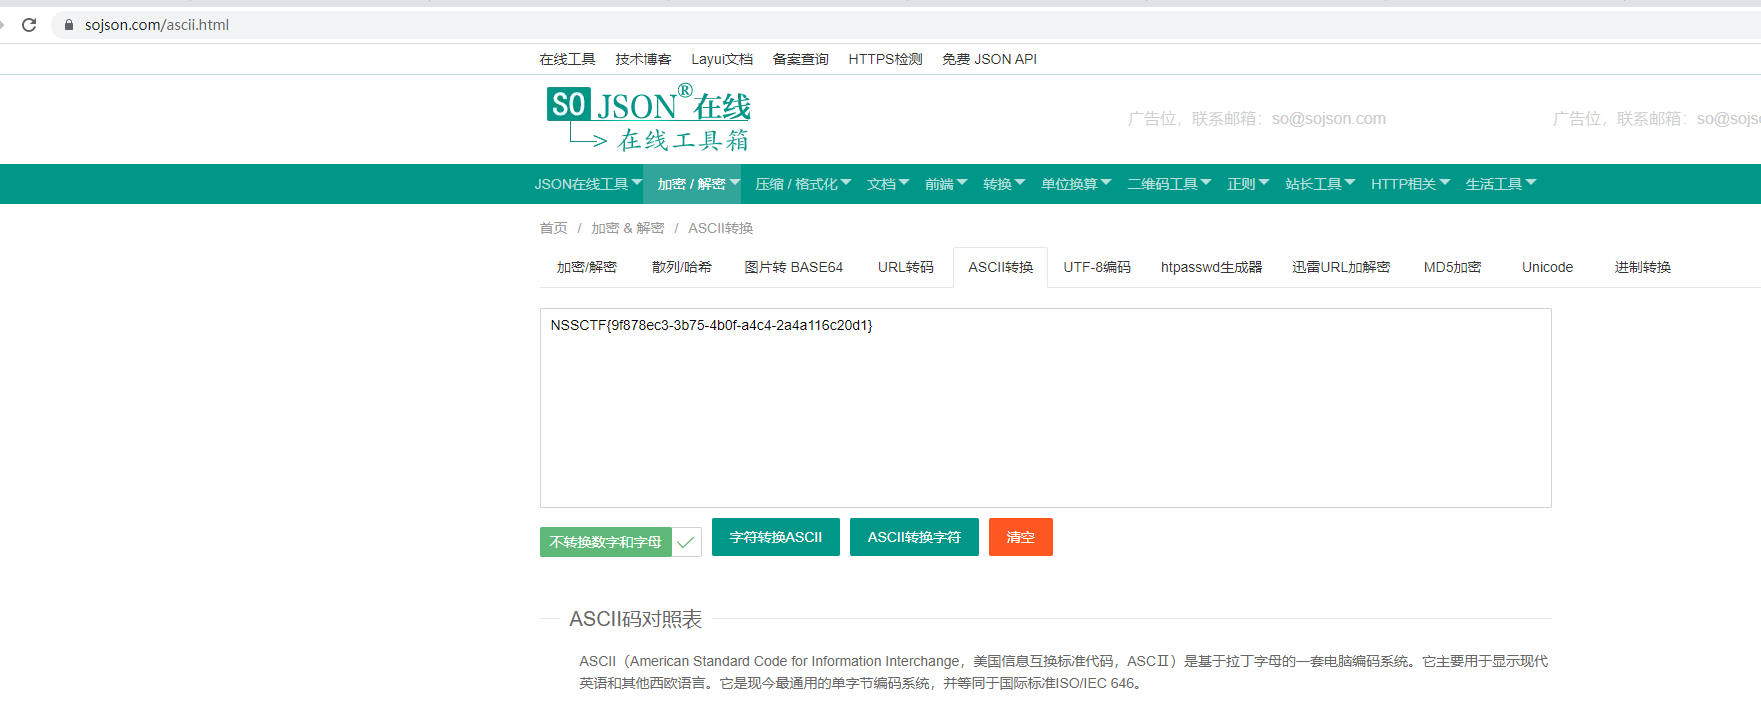 sojson.com/ascii.html
在线工具 技术博客 Layui文档 备案查询 HTTPS检测 免费 JSON API
SO JSON®在线
在线工具箱
广告位，联系邮箱：so@sojson.com 广告位，联系邮箱：so@sojs
JSON在线工具 加密 / 解密 压缩 / 格式化 文档 前端 转换 单位换算 二维码工具 正则 站长工具 HTTP相关 生活工具
首页 / 加密 & 解密 / ASCII转换
加密/解密 散列/哈希 图片转 BASE64 URL转码 ASCII转换 UTF-8编码 htpasswd生成器 迅雷URL加解密 MD5加密 Unicode 进制转换
NSSCTF{9f878ec3-3b75-4b0f-a4c4-2a4a116c20d1}
不转换数字和字母 字符转换ASCII ASCII转换字符 清空
ASCII码对照表
ASCII（American Standard Code for Information Interchange，美国信息互换标准代码，ASCⅡ）是基于拉丁字母的一套电脑编码系统。它主要用于显示现代
英语和其他西欧语言。它是现今最通用的单字节编码系统，并等同于国际标准ISO/IEC 646。